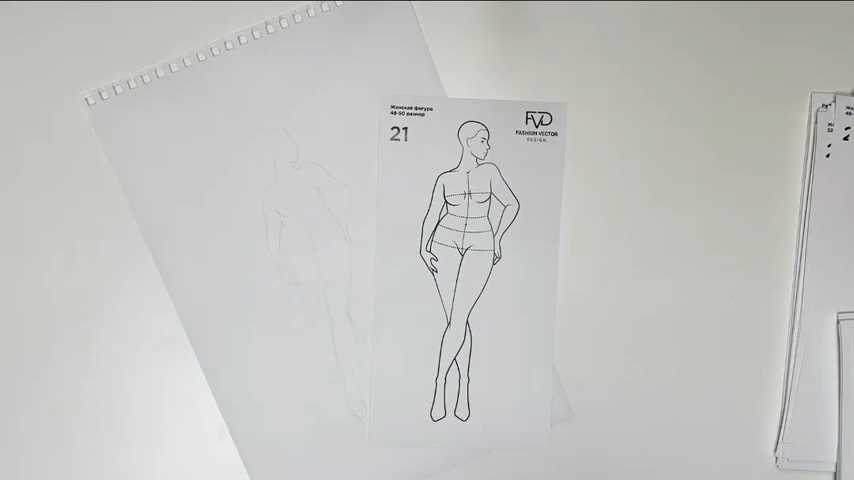 Женская фигура
48-50 размер
21
FVD
FASHION VECTOR
DESIGN